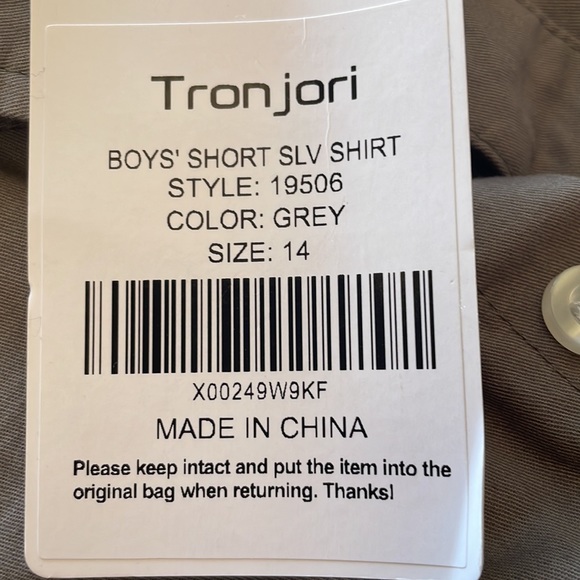 Tronjori
BOYS' SHORT SLV SHIRT
STYLE: 19506
COLOR: GREY
SIZE: 14
X00249W9KF
MADE IN CHINA
Please keep intact and put the item into the
original bag when returning. Thanks!